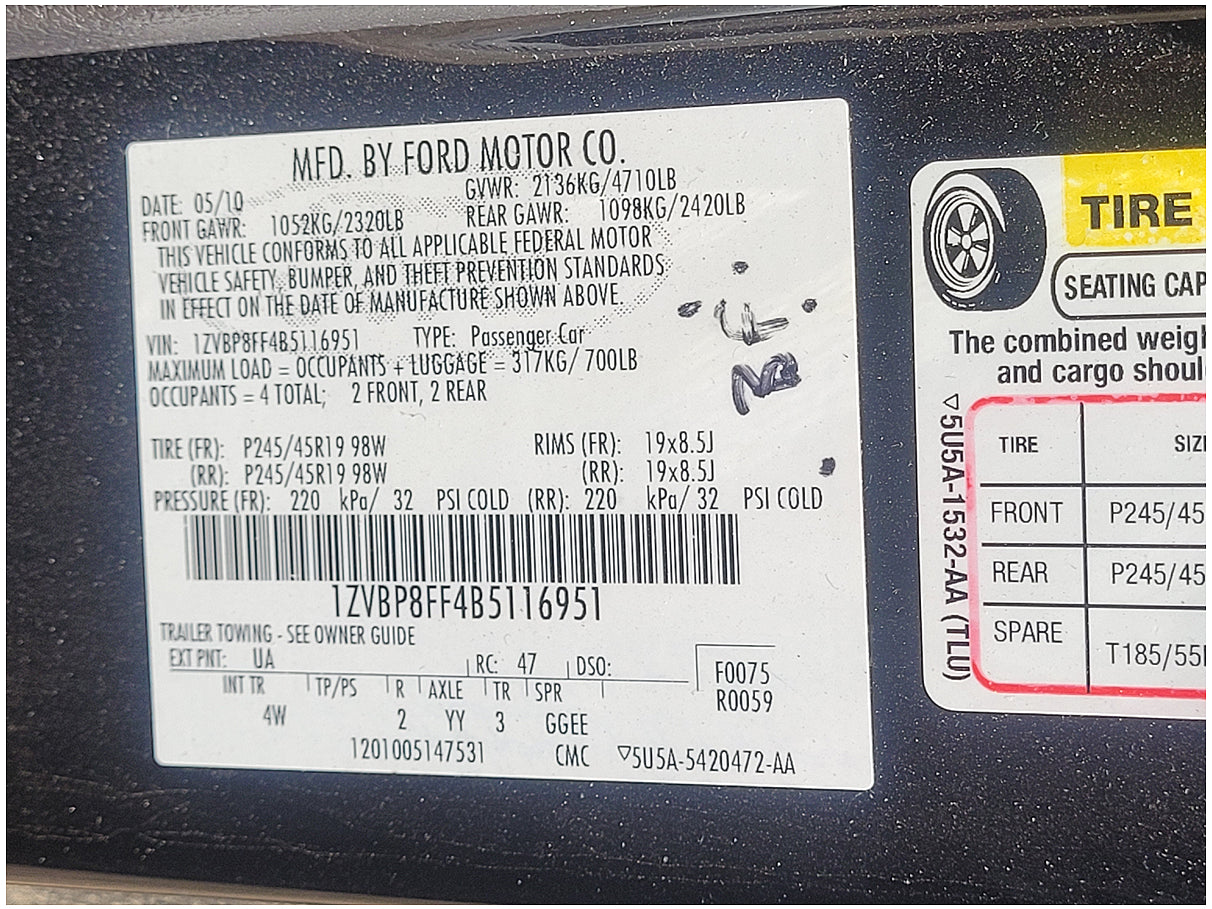 MFD. BY FORD MOTOR CO.
DATE: 05/10
GVWR: 2136KG/4710LB
FRONT GAWR: 1052KG/2320LB
REAR GAWR: 1098KG/2420LB
THIS VEHICLE CONFORMS TO ALL APPLICABLE FEDERAL MOTOR
VEHICLE SAFETY, BUMPER, AND THEFT PREVENTION STANDARDS
IN EFFECT ON THE DATE OF MANUFACTURE SHOWN ABOVE.
VIN: 1ZVBP8FF4B5116951 TYPE: Passenger Car
MAXIMUM LOAD = OCCUPANTS + LUGGAGE = 317KG/ 700LB
OCCUPANTS = 4 TOTAL; 2 FRONT, 2 REAR
TIRE (FR): P245/45R19 98W RIMS (FR): 19x8.5J
(RR): P245/45R19 98W (RR): 19x8.5J
PRESSURE (FR): 220 kPa/ 32 PSI COLD (RR): 220 kPa/ 32 PSI COLD
1ZVBP8FF4B5116951
TRAILER TOWING - SEE OWNER GUIDE
EXT PNT: UA RC: 47 DSO:
F0075
R0059
INT TR TP/PS R AXLE TR SPR
4W 2 YY 3 GGEE
1201005147531 CMC ▽5U5A-5420472-AA
TIRE
SEATING CAP
The combined weigh
and cargo shoul
▽5U5A-1532-AA (TLU)
TIRE SIZ
FRONT P245/45
REAR P245/45
SPARE T185/55